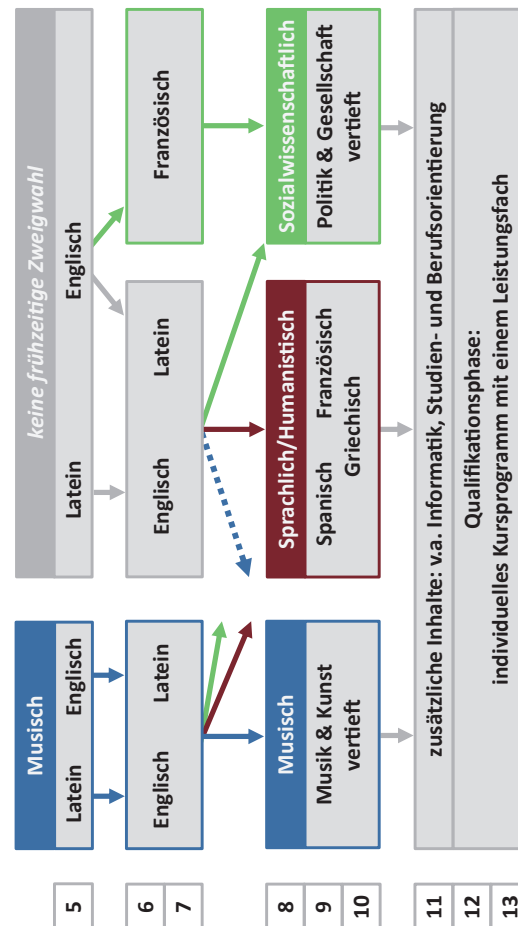 Musisch
keine frühzeitige Zweigwahl
5
Latein
Englisch
Latein
Englisch
6
7
Englisch
Latein
Englisch
Latein
Französisch
8
9
10
Musisch
Musik & Kunst
vertieft
Sprachlich/Humanistisch
Spanisch
Französisch
Griechisch
Sozialwissenschaftlich
Politik & Gesellschaft
vertieft
11
zusätzliche Inhalte: v.a. Informatik, Studien- und Berufsorientierung
12
13
Qualifikationsphase:
individuelles Kursprogramm mit einem Leistungsfach